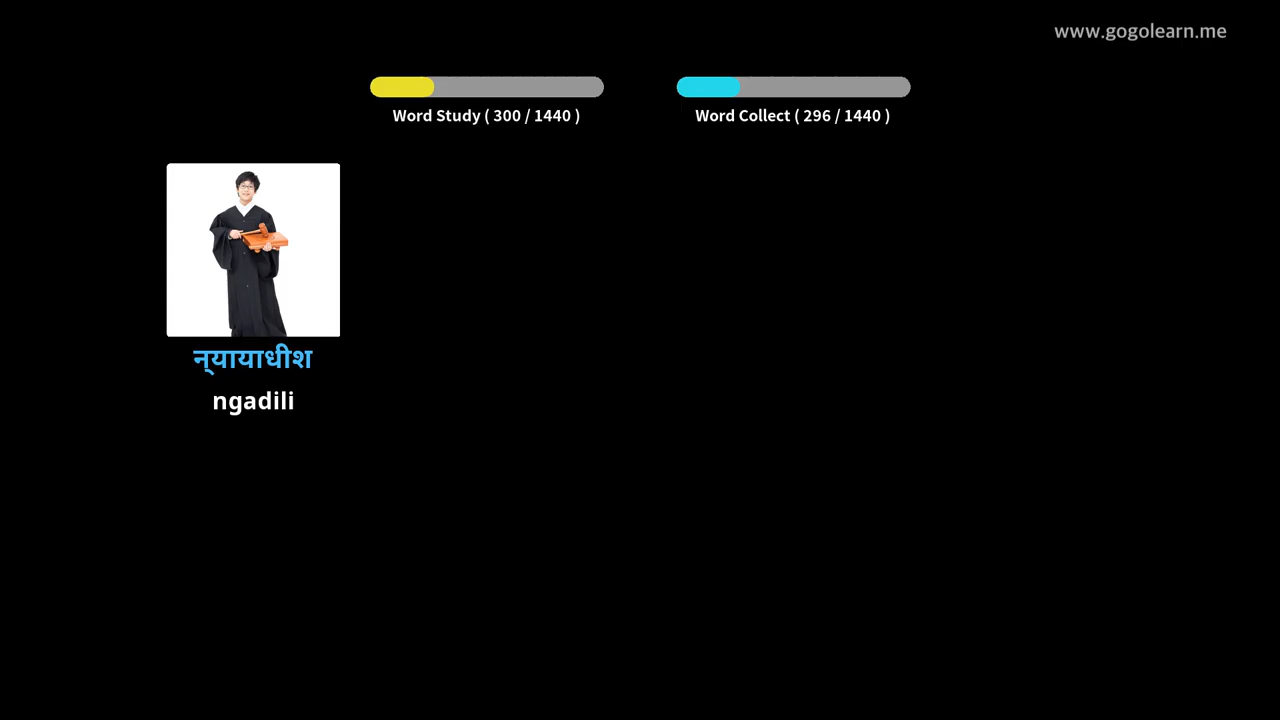 www.gogolearn.me
Word Study ( 300 / 1440 )
Word Collect ( 296 / 1440 )
न्यायाधीश
ngadili